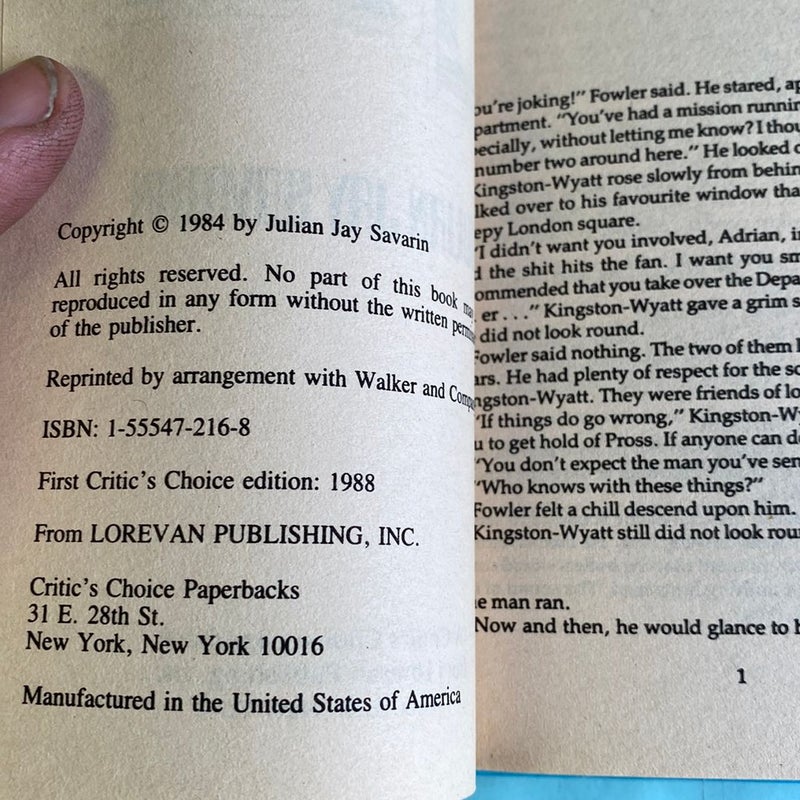 Copyright © 1984 by Julian Jay Savarin
All rights reserved. No part of this book
reproduced in any form without the written
of the publisher.
Reprinted by arrangement with Walker and
ISBN: 1-55547-216-8
First Critic's Choice edition: 1988
From LOREVAN PUBLISHING, INC.
Critic's Choice Paperbacks
31 E. 28th St.
New York, New York 10016
Manufactured in the United States of America
ou're joking!" Fowler said. He stared,
partment. "You've had a mission
ecially, without letting me know? I
number two around here." He looked
Kingston-Wyatt rose slowly from
lked over to his favourite window
epy London square.
"I didn't want you involved, Adrian,
the shit hits the fan. I want you
ommended that you take over the
er . . ." Kingston-Wyatt gave a grim
did not look round.
Fowler said nothing. The two of them
ars. He had plenty of respect for the
ngston-Wyatt. They were friends of
"If things do go wrong,"
u to get hold of Pross. If anyone can
"You don't expect the man you've
"Who knows with these things?"
Fowler felt a chill descend upon him.
Kingston-Wyatt still did not look
e man ran.
Now and then, he would glance to
1